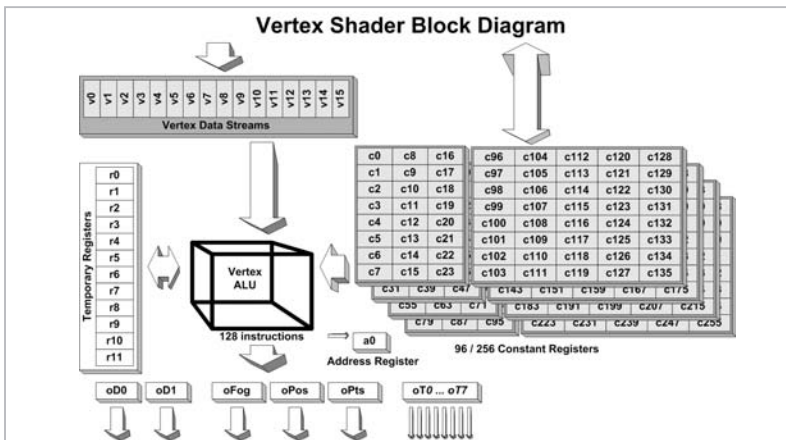 Vertex Shader Block Diagram
v0 v1 v2 v3 v4 v5 v6 v7 v8 v9 v10 v11 v12 v13 v14 v15
Vertex Data Streams
Temporary Registers
r0
r1
r2
r3
r4
r5
r6
r7
r8
r9
r10
r11
Vertex
ALU
128 instructions
a0
Address Register
c0 c8 c16
c1 c9 c17
c2 c10 c18
c3 c11 c19
c4 c12 c20
c5 c13 c21
c6 c14 c22
c7 c15 c23
c31 c39 c47
c55 c63 c71
c79 c87 c95
c96 c104 c112 c120 c128
c97 c105 c113 c121 c129
c98 c106 c114 c122 c130
c99 c107 c115 c123 c131
c100 c108 c116 c124 c132
c101 c109 c117 c125 c133
c102 c110 c118 c126 c134
c103 c111 c119 c127 c135
c143 c151 c159 c167 c175
c183 c191 c199 c207 c215
c223 c231 c239 c247 c255
96 / 256 Constant Registers
oD0 oD1 oFog oPos oPts oT0 ... oT7